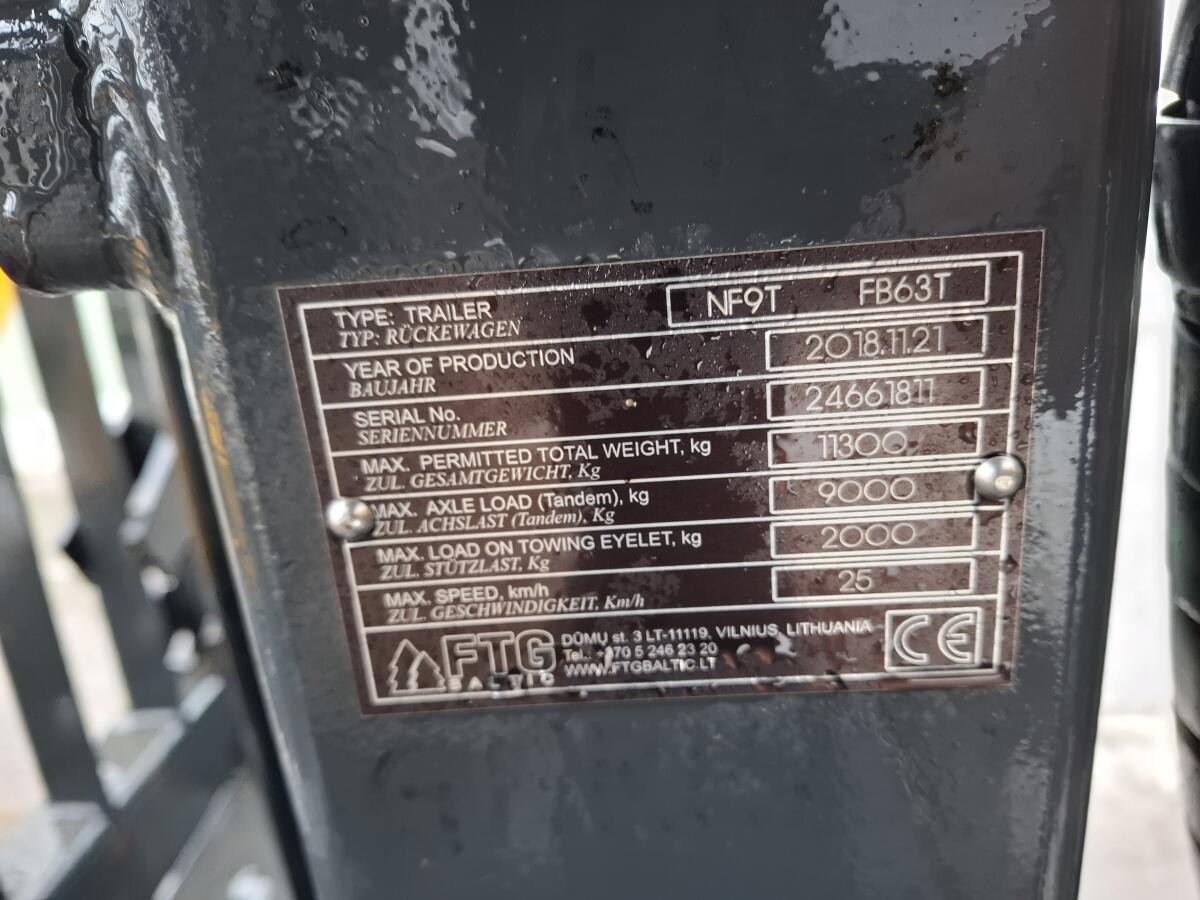 TYPE: TRAILER NF9T FB63T
TYP: RÜCKEWAGEN
YEAR OF PRODUCTION 2018.11.21
BAUJAHR
SERIAL No. 24661811
SERIENNUMMER
MAX. PERMITTED TOTAL WEIGHT, kg 11300
ZUL. GESAMTGEWICHT, Kg
MAX. AXLE LOAD (Tandem), kg 9000
ZUL. ACHSLAST (Tandem), Kg
MAX. LOAD ON TOWING EYELET, kg 2000
ZUL. STÜTZLAST, Kg
MAX. SPEED, km/h 25
ZUL. GESCHWINDIGKEIT, Km/h
FTG BALTIC
DŪMŲ st. 3 LT-11119, VILNIUS, LITHUANIA
Tel.: +370 5 246 23 20
WWW.FTGBALTIC.LT
CE